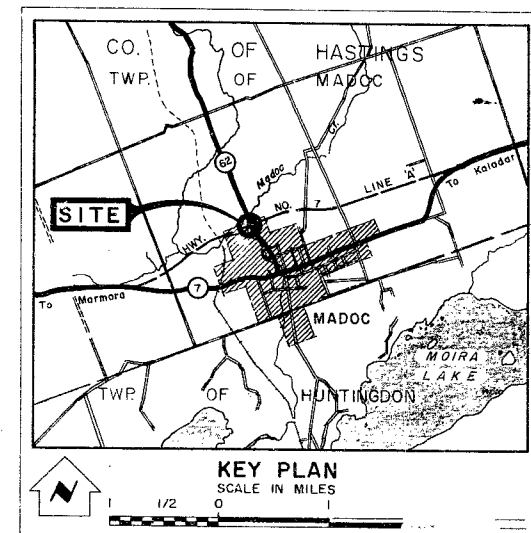 CO. OF HASTINGS
TWP. OF MADOC
62
Madoc Cr.
SITE
HWY. NO. 7 LINE 'A'
To Kaladar
To Marmora
7
MADOC
MOIRA
LAKE
TWP. OF HUNTINGDON
N
KEY PLAN
SCALE IN MILES
1 1/2 0 1